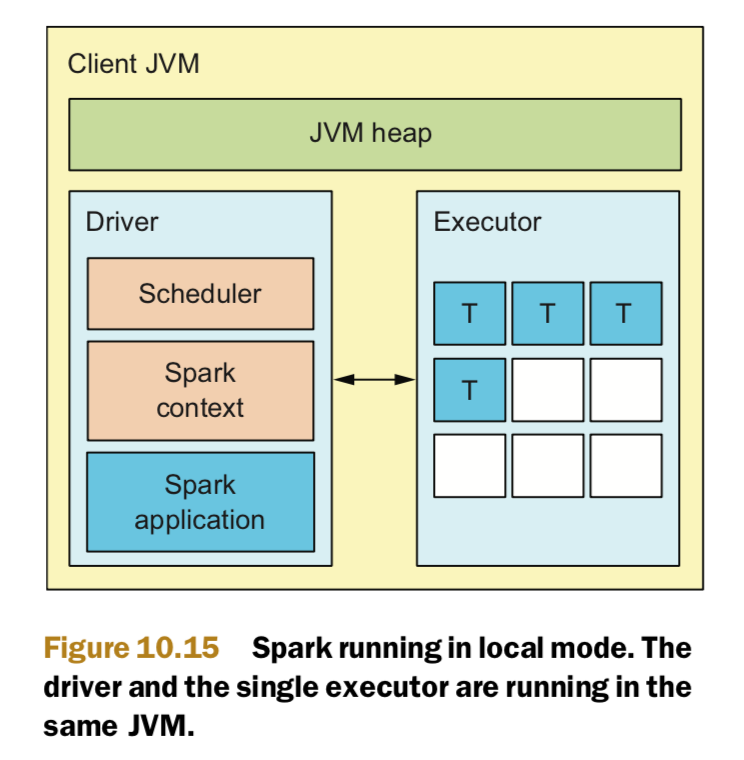 Client JVM
JVM heap
Driver
Scheduler
Spark
context
Spark
application
Executor
T T T
T
Figure 10.15 Spark running in local mode. The
driver and the single executor are running in the
same JVM.